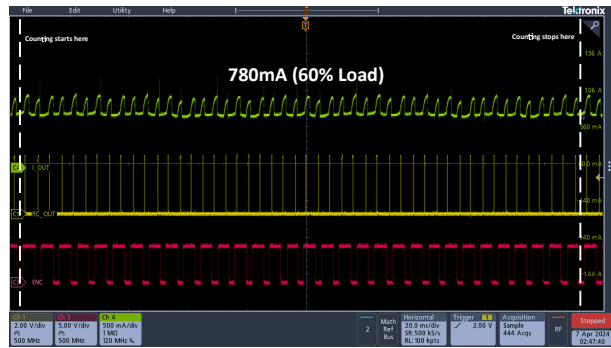 File Edit Utility Help
Tektronix
Counting starts here
Counting stops here
780mA (60% Load)
I_OUT
RC_OUT
ENC
Ch 1
2.00 V/div
500 MHz
Ch 3
5.00 V/div
500 MHz
Ch 4
500 mA/div
1 MΩ
120 MHz
2
Math
Ref
Bus
Horizontal
20.0 ms/div
SR: 500 kS/s
RL: 100 kpts
Trigger 1
2.00 V
Acquisition
Sample
444 Acqs
RF
Stopped
7 Apr 2024
02:47:40